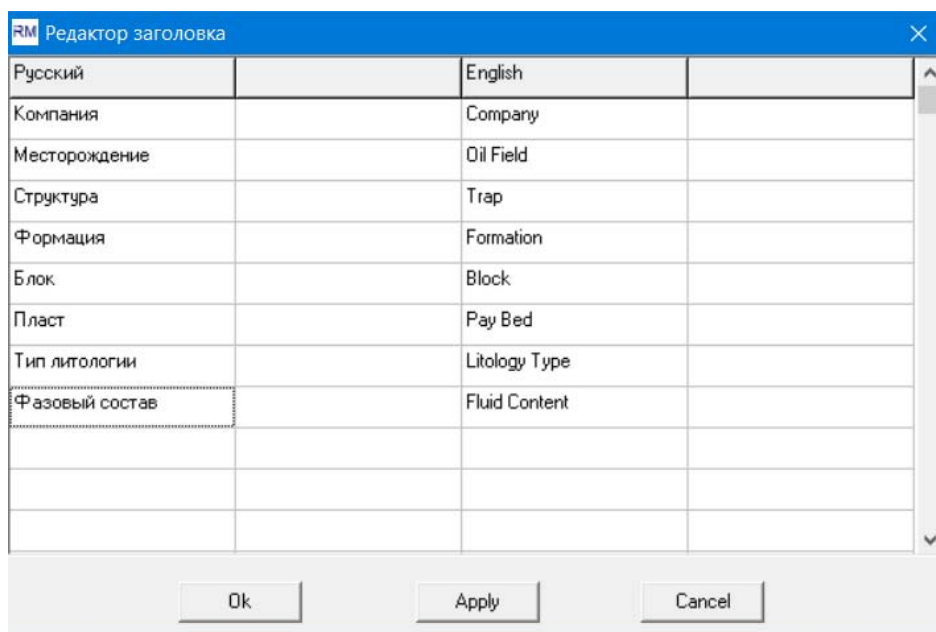 RM Редактор заголовка
Русский English
Компания Company
Месторождение Oil Field
Структура Trap
Формация Formation
Блок Block
Пласт Pay Bed
Тип литологии Litology Type
Фазовый состав Fluid Content
Ok Apply Cancel